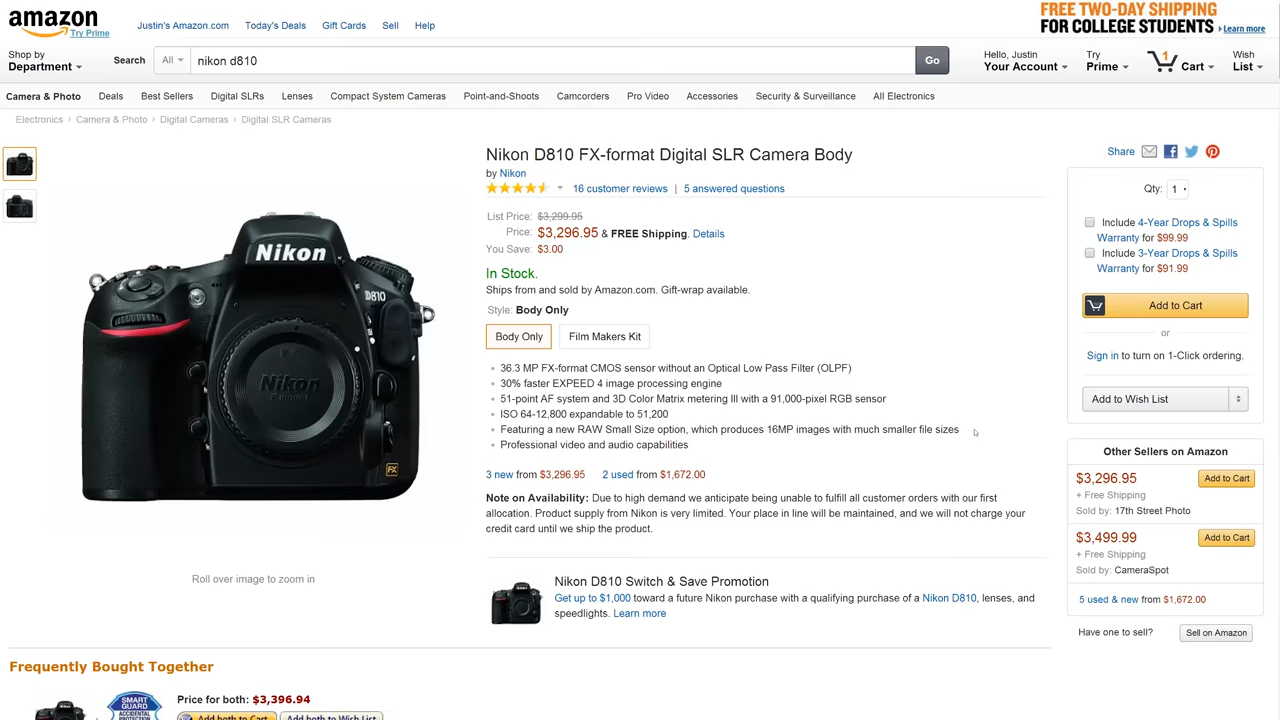 amazon
Try Prime
Justin's Amazon.com Today's Deals Gift Cards Sell Help
FREE TWO-DAY SHIPPING
FOR COLLEGE STUDENTS Learn more
Shop by
Department
Search All nikon d810 Go
Hello, Justin
Your Account
Try
Prime
1
Cart
Wish
List
Camera & Photo Deals Best Sellers Digital SLRs Lenses Compact System Cameras Point-and-Shoots Camcorders Pro Video Accessories Security & Surveillance All Electronics
Electronics › Camera & Photo › Digital Cameras › Digital SLR Cameras
Nikon
D810
Nikon
FX
Roll over image to zoom in
Nikon D810 FX-format Digital SLR Camera Body
by Nikon
16 customer reviews | 5 answered questions
List Price: $3,299.95
Price: $3,296.95 & FREE Shipping. Details
You Save: $3.00
In Stock.
Ships from and sold by Amazon.com. Gift-wrap available.
Style: Body Only
Body Only Film Makers Kit
• 36.3 MP FX-format CMOS sensor without an Optical Low Pass Filter (OLPF)
• 30% faster EXPEED 4 image processing engine
• 51-point AF system and 3D Color Matrix metering III with a 91,000-pixel RGB sensor
• ISO 64-12,800 expandable to 51,200
• Featuring a new RAW Small Size option, which produces 16MP images with much smaller file sizes
• Professional video and audio capabilities
3 new from $3,296.95 2 used from $1,672.00
Note on Availability: Due to high demand we anticipate being unable to fulfill all customer orders with our first
allocation. Product supply from Nikon is very limited. Your place in line will be maintained, and we will not charge your
credit card until we ship the product.
Nikon D810 Switch & Save Promotion
Get up to $1,000 toward a future Nikon purchase with a qualifying purchase of a Nikon D810, lenses, and
speedlights. Learn more
Share
Qty: 1
Include 4-Year Drops & Spills
Warranty for $99.99
Include 3-Year Drops & Spills
Warranty for $91.99
Add to Cart
or
Sign in to turn on 1-Click ordering.
Add to Wish List
Other Sellers on Amazon
$3,296.95 Add to Cart
+ Free Shipping
Sold by: 17th Street Photo
$3,499.99 Add to Cart
+ Free Shipping
Sold by: CameraSpot
5 used & new from $1,672.00
Have one to sell? Sell on Amazon
Frequently Bought Together
SMART
GUARD
ACCIDENTAL
Price for both: $3,396.94
Add both to Cart Add both to Wish List